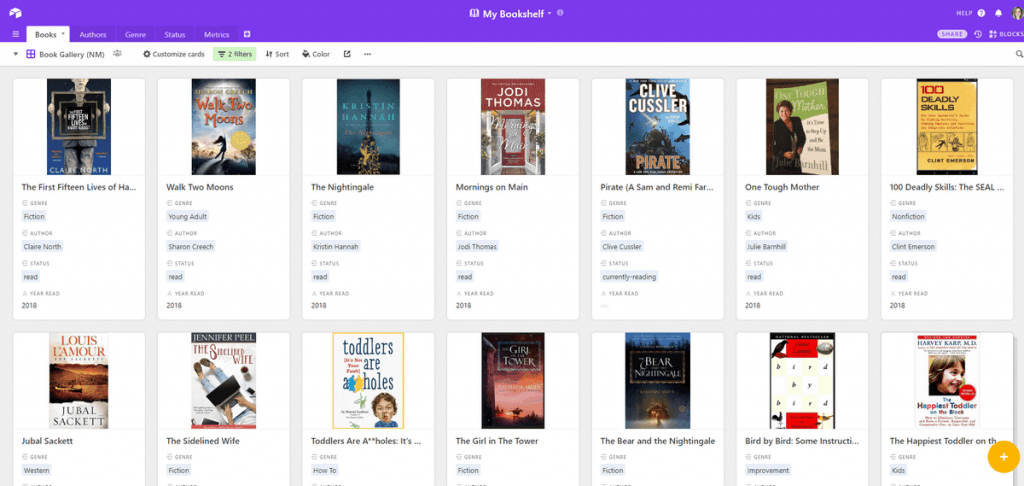 My Bookshelf
HELP
Books
Authors
Genre
Status
Metrics
SHARE
BLOCKS
Book Gallery (NM)
Customize cards
2 filters
Sort
Color
THE FIRST FIFTEEN LIVES OF HARRY AUGUST
CLAIRE NORTH
SHARON CREECH
Walk Two Moons
KRISTIN HANNAH
The Nightingale
JODI THOMAS
Mornings on Main
CLIVE CUSSLER
PIRATE
ONE TOUGH Mother
It's Time to Step Up and Be the Mom
Julie Barnhill
100 DEADLY SKILLS
CLINT EMERSON
The First Fifteen Lives of Ha...
Walk Two Moons
The Nightingale
Mornings on Main
Pirate (A Sam and Remi Far...
One Tough Mother
100 Deadly Skills: The SEAL ...
GENRE GENRE GENRE GENRE GENRE GENRE GENRE
Fiction Young Adult Fiction Fiction Fiction Kids Nonfiction
AUTHOR AUTHOR AUTHOR AUTHOR AUTHOR AUTHOR AUTHOR
Claire North Sharon Creech Kristin Hannah Jodi Thomas Clive Cussler Julie Barnhill Clint Emerson
STATUS STATUS STATUS STATUS STATUS STATUS STATUS
read read read read currently-reading read read
YEAR READ YEAR READ YEAR READ YEAR READ YEAR READ YEAR READ YEAR READ
2018 2018 2018 2018 2018 2018
LOUIS L'AMOUR
JUBAL SACKETT
JENNIFER PEEL
THE SIDELINED WIFE
toddlers are a holes
It's Not Your Fault
THE GIRL IN THE TOWER
THE BEAR AND THE NIGHTINGALE
NATIONAL BESTSELLER
bird by bird
HARVEY KARP, M.D.
The Happiest Toddler on the Block
Jubal Sackett
The Sidelined Wife
Toddlers Are A**holes: It's ...
The Girl in The Tower
The Bear and the Nightingale
Bird by Bird: Some Instructi...
The Happiest Toddler on th
GENRE GENRE GENRE GENRE GENRE GENRE GENRE
Western Fiction How To Fiction Fiction Improvement Kids